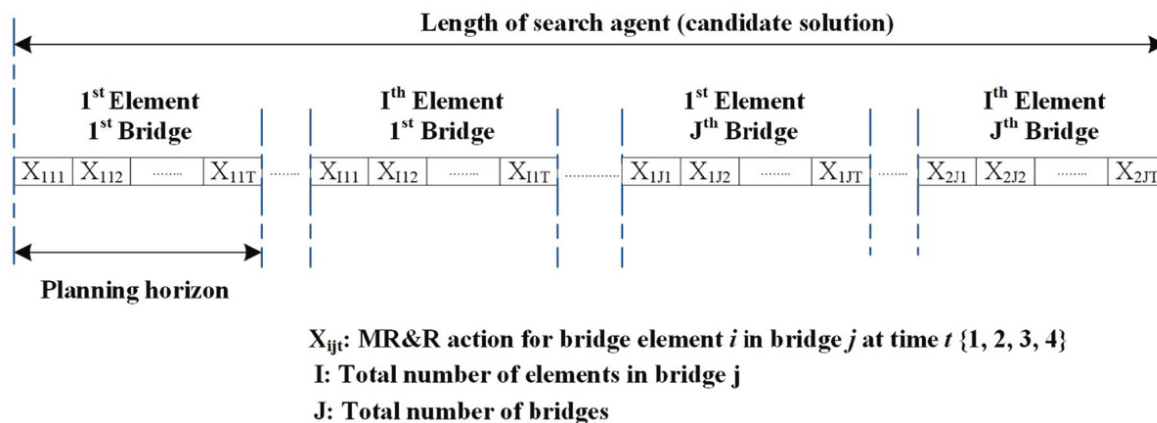 Length of search agent (candidate solution)
1st Element 1st Bridge
Ith Element 1st Bridge
1st Element Jth Bridge
Ith Element Jth Bridge
X111 X112 ........ X11T ........ XI11 XI12 ........ XI1T ............. X1J1 X1J2 ........ X1JT ........ X2J1 X2J2 ........ X2JT
Planning horizon
Xijt: MR&R action for bridge element i in bridge j at time t {1, 2, 3, 4}
I: Total number of elements in bridge j
J: Total number of bridges